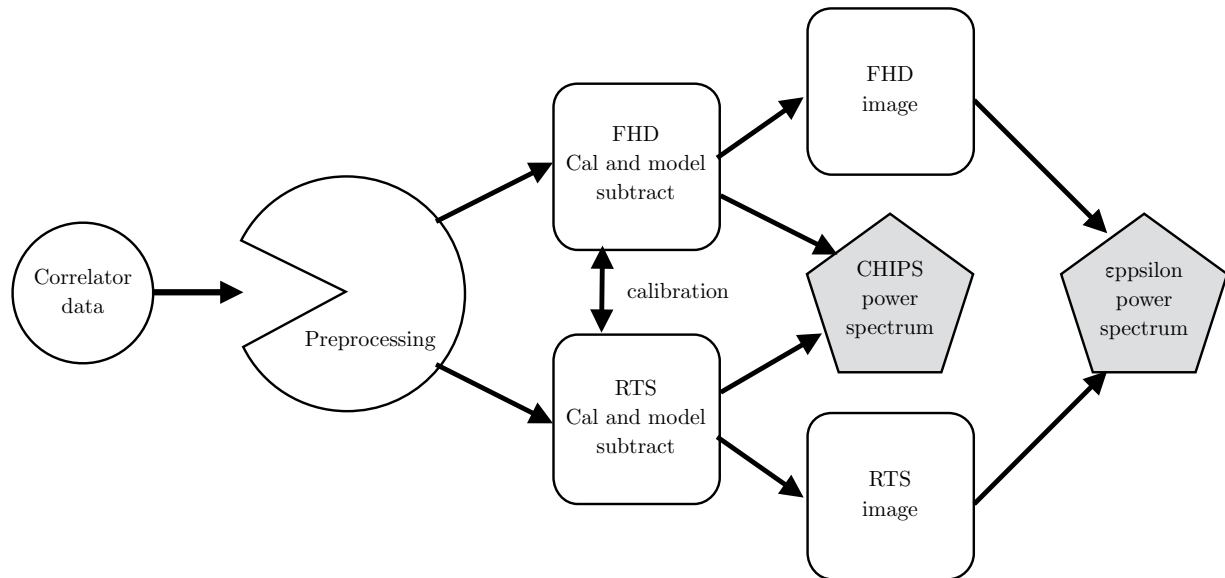 Correlator
data
Preprocessing
FHD
Cal and model
subtract
calibration
RTS
Cal and model
subtract
FHD
image
CHIPS
power
spectrum
RTS
image
εppsilon
power
spectrum